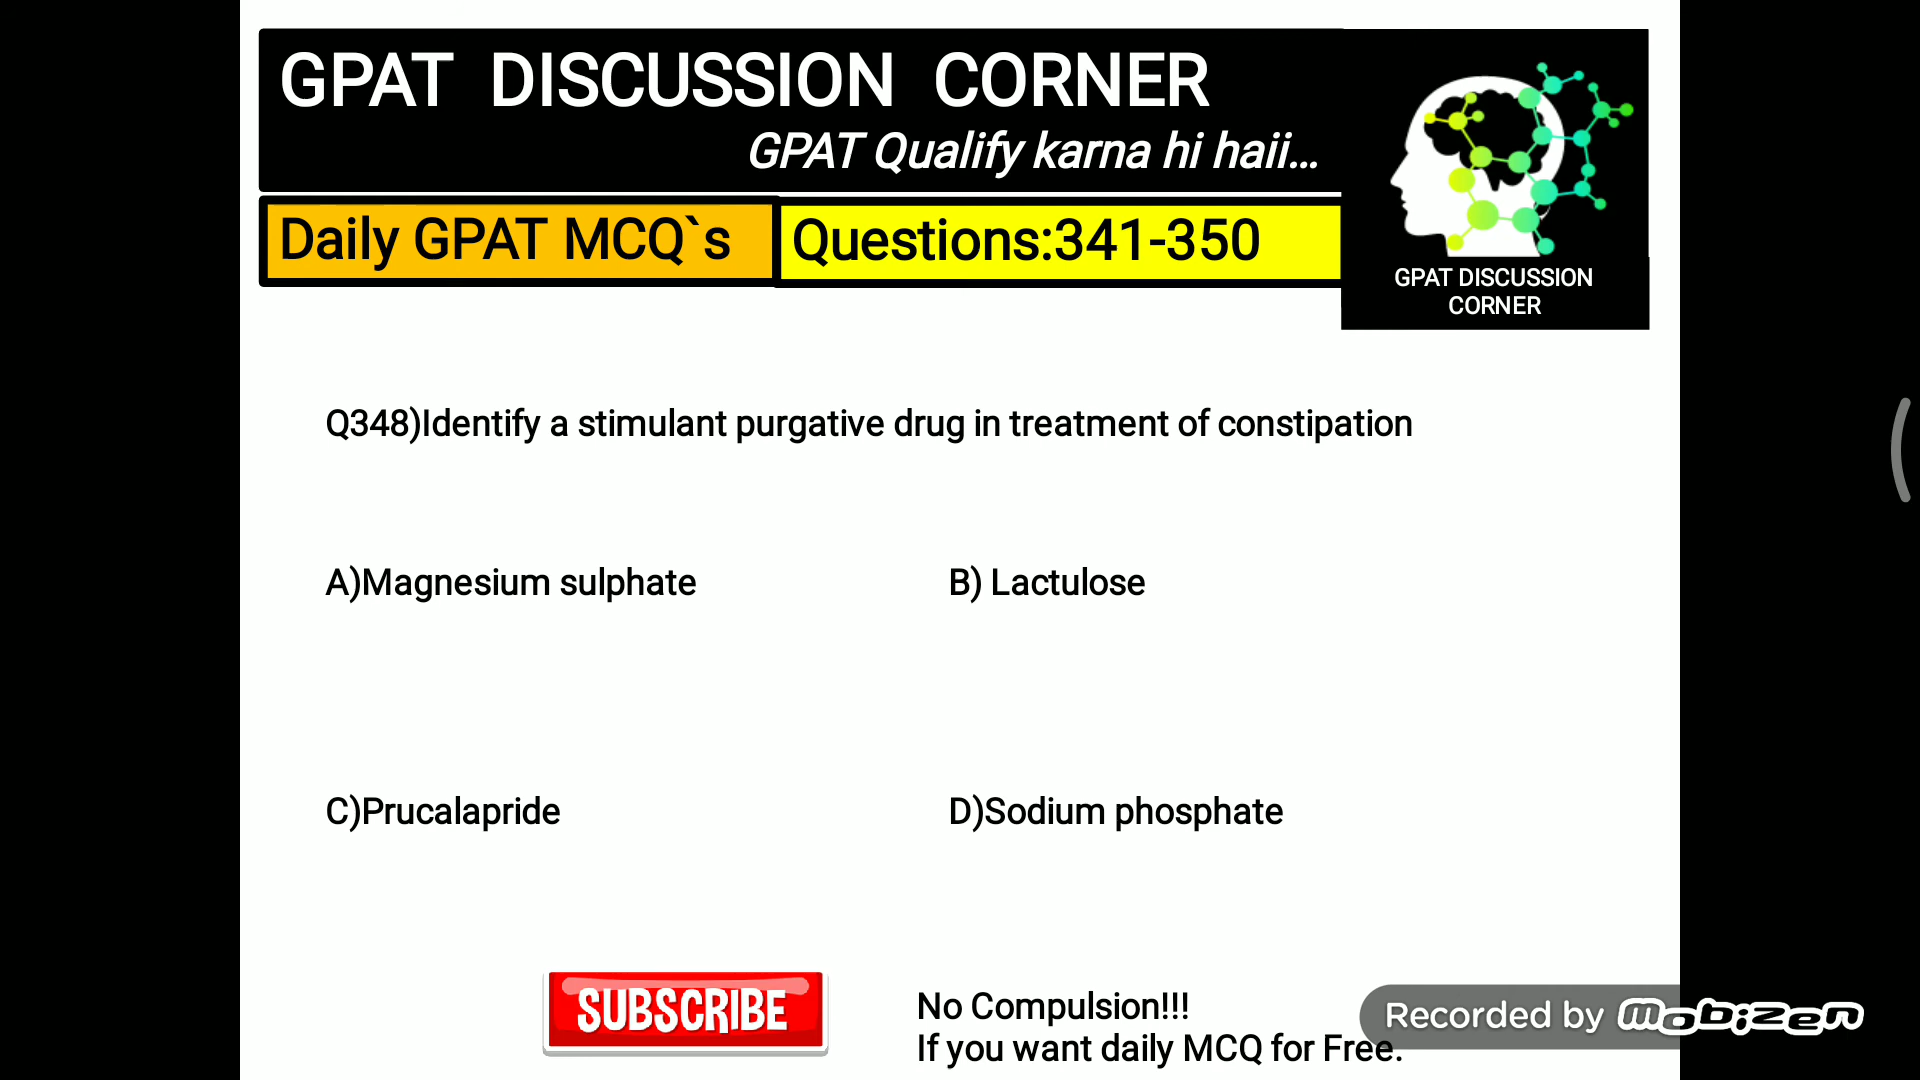 GPAT DISCUSSION CORNER
GPAT Qualify karna hi haii...
Daily GPAT MCQ`s
Questions:341-350
GPAT DISCUSSION
CORNER
Q348)Identify a stimulant purgative drug in treatment of constipation
A)Magnesium sulphate
B) Lactulose
C)Prucalapride
D)Sodium phosphate
SUBSCRIBE
No Compulsion!!!
If you want daily MCQ for Free.
Recorded by mobizen